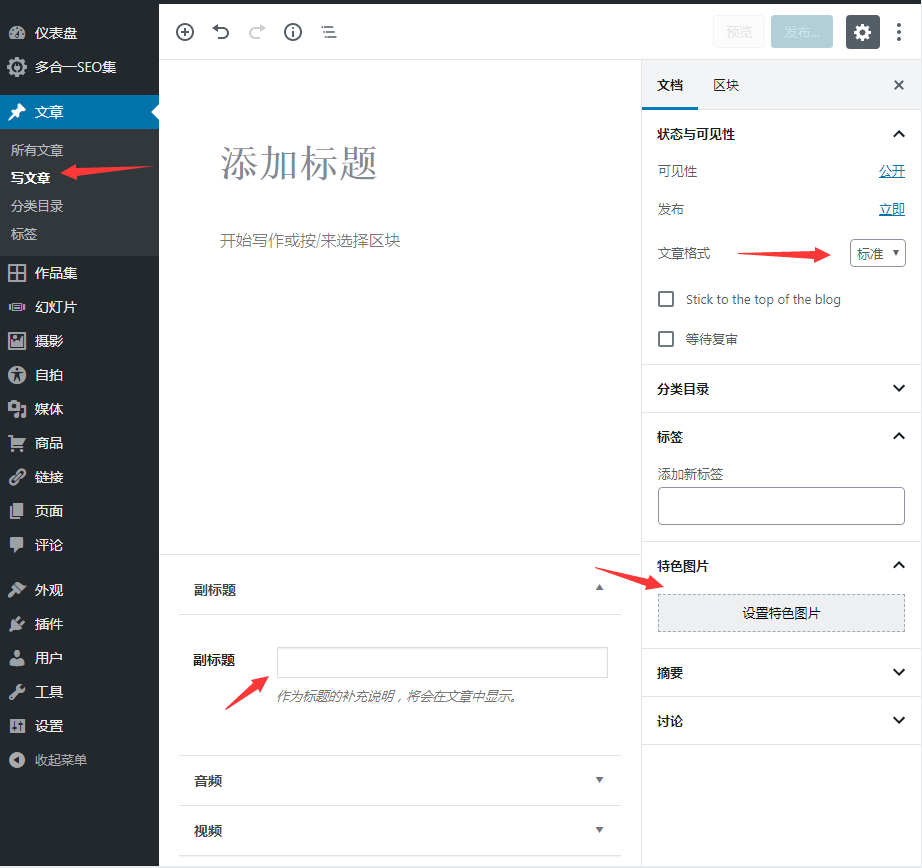 仪表盘
多合一SEO集
文章
所有文章
写文章
分类目录
标签
作品集
幻灯片
摄影
自拍
媒体
商品
链接
页面
评论
外观
插件
用户
工具
设置
收起菜单
预览
发布...
添加标题
开始写作或按/来选择区块
副标题
副标题
作为标题的补充说明，将会在文章中显示。
音频
视频
文档 区块
状态与可见性
可见性 公开
发布 立即
文章格式 标准
Stick to the top of the blog
等待复审
分类目录
标签
添加新标签
特色图片
设置特色图片
摘要
讨论